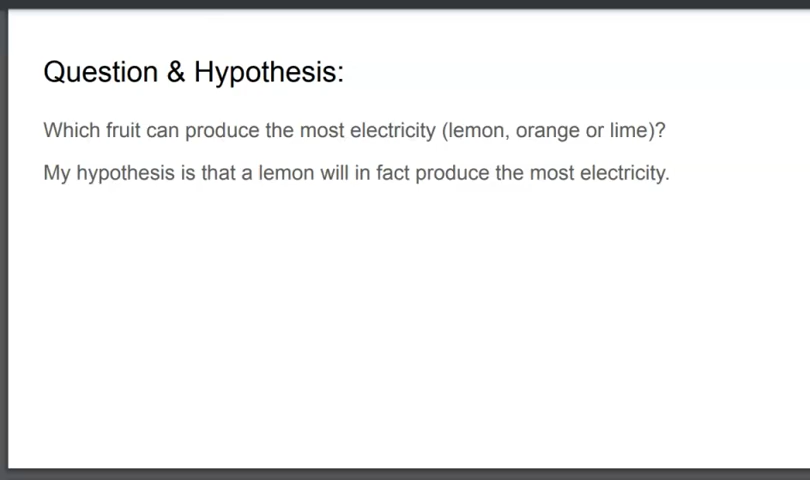 Question & Hypothesis:
Which fruit can produce the most electricity (lemon, orange or lime)?
My hypothesis is that a lemon will in fact produce the most electricity.